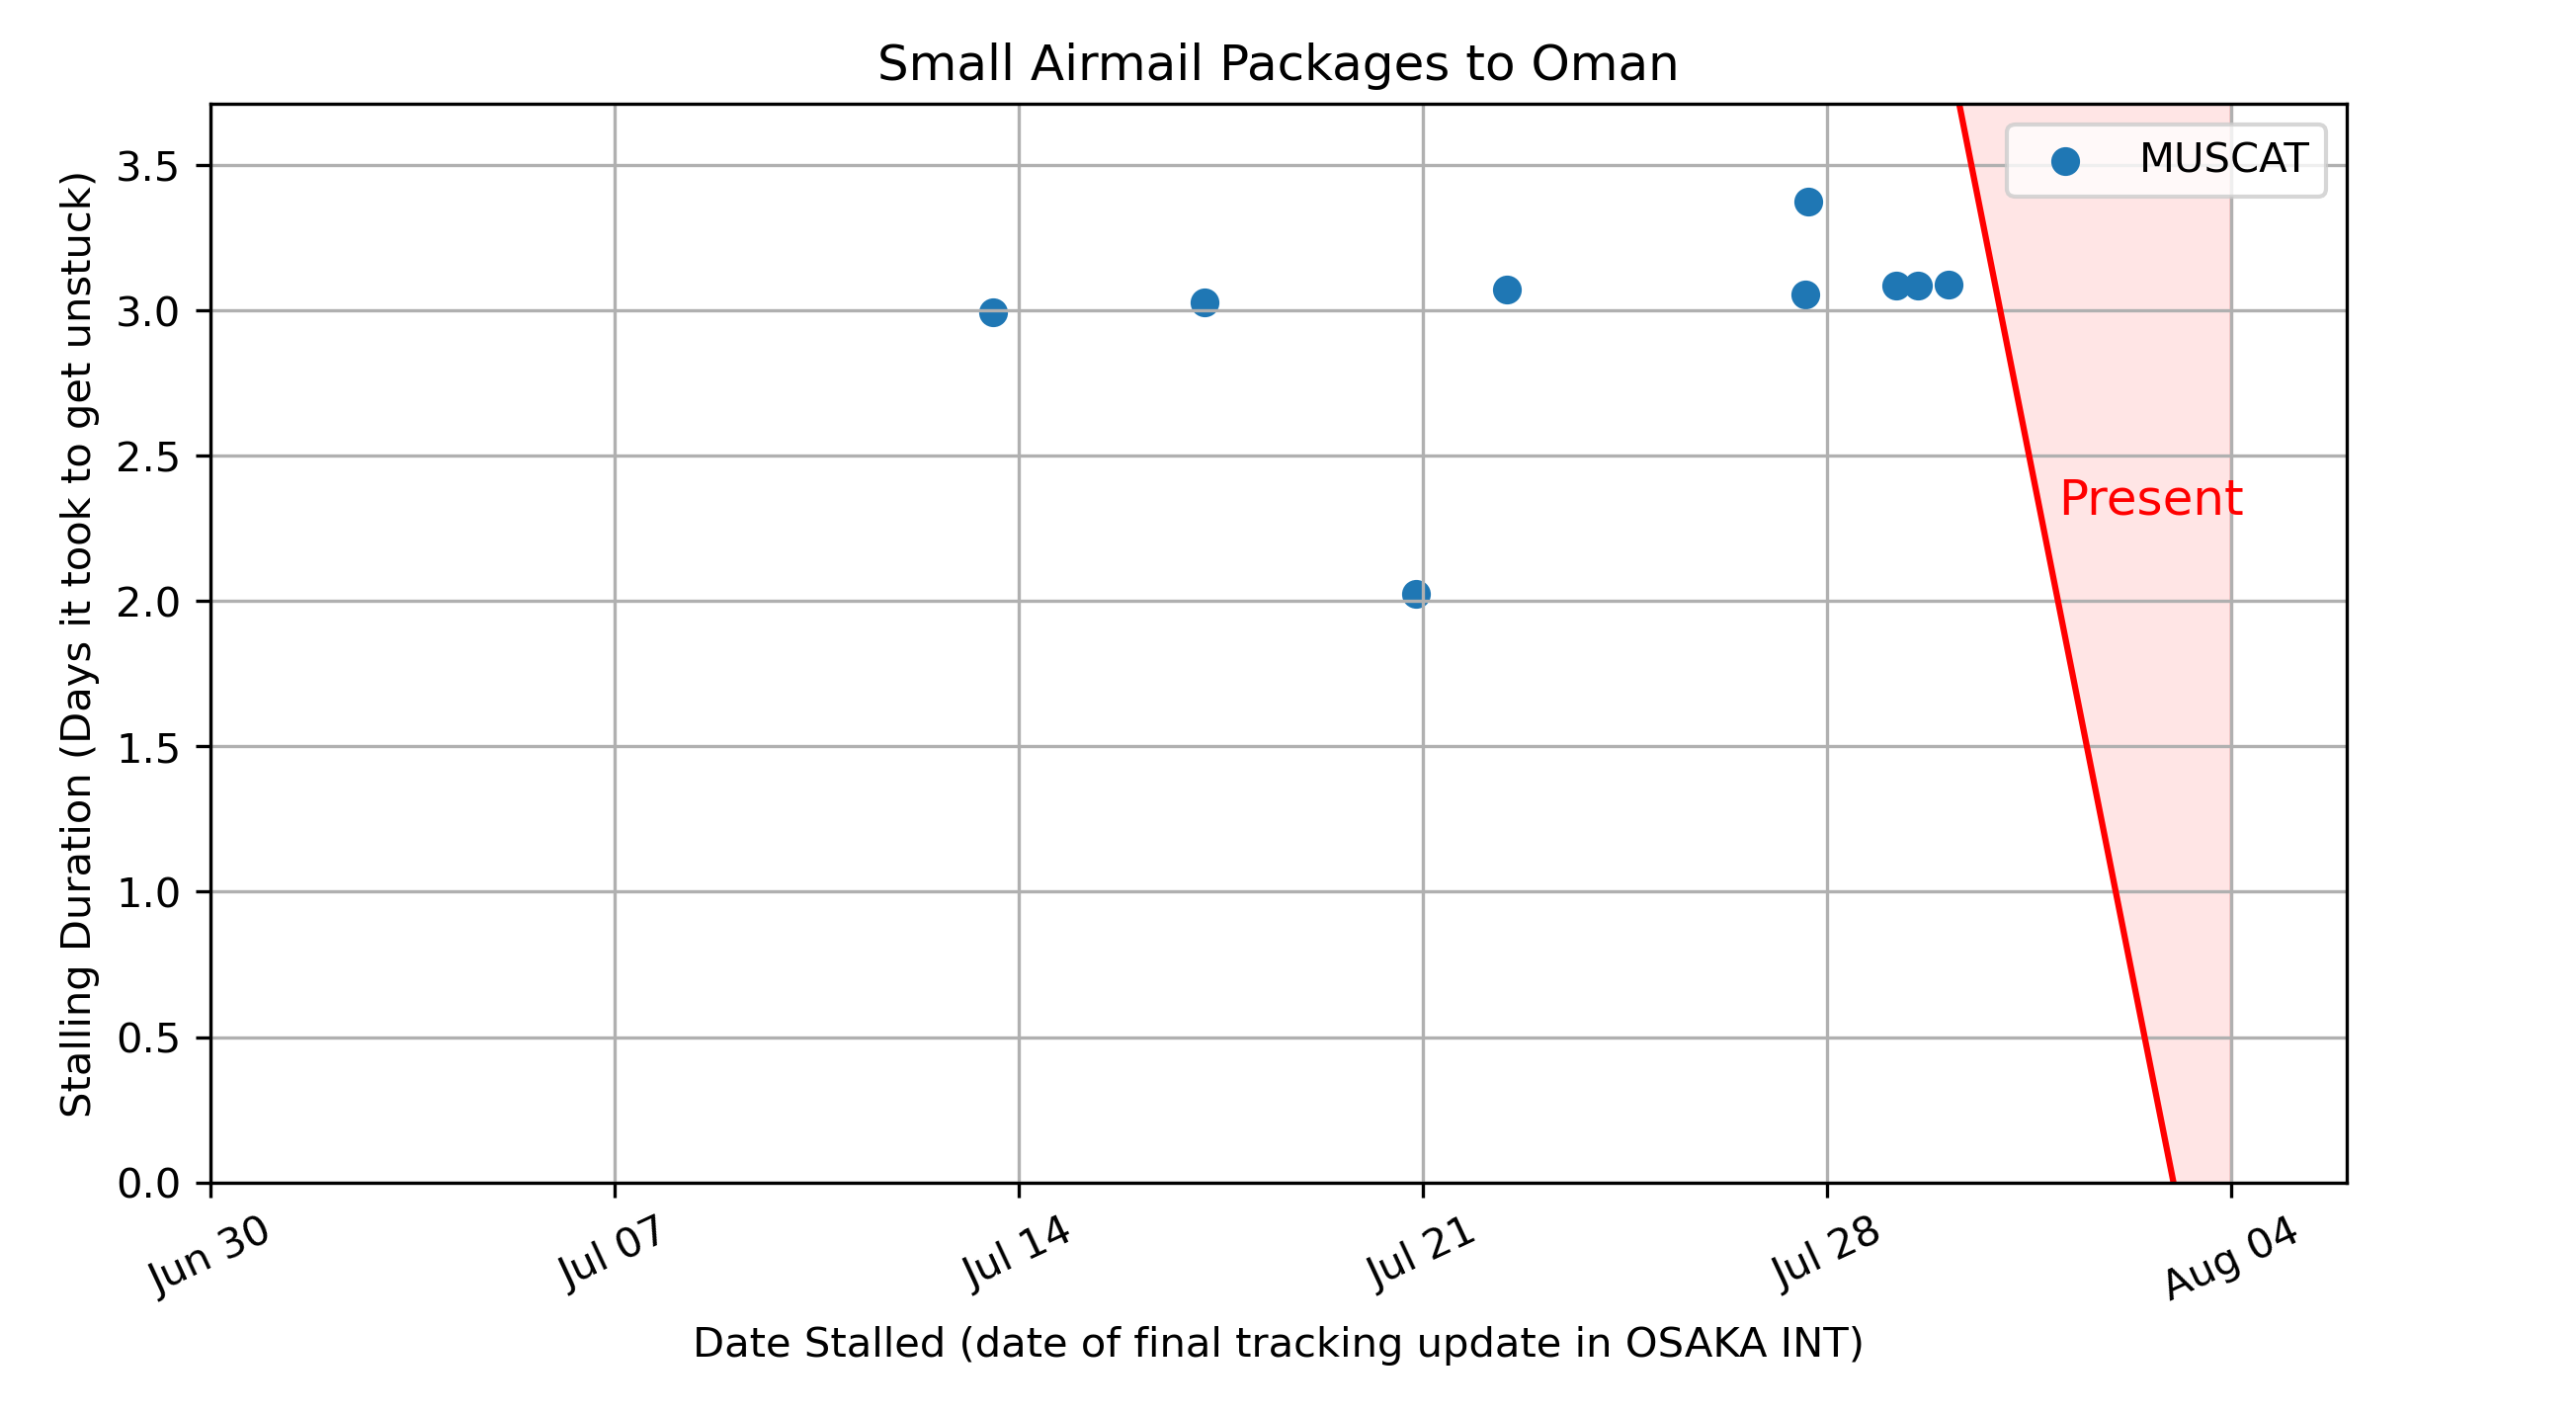 Small Airmail Packages to Oman
MUSCAT
Present
Stalling Duration (Days it took to get unstuck)
3.5
3.0
2.5
2.0
1.5
1.0
0.5
0.0
Jun 30
Jul 07
Jul 14
Jul 21
Jul 28
Aug 04
Date Stalled (date of final tracking update in OSAKA INT)